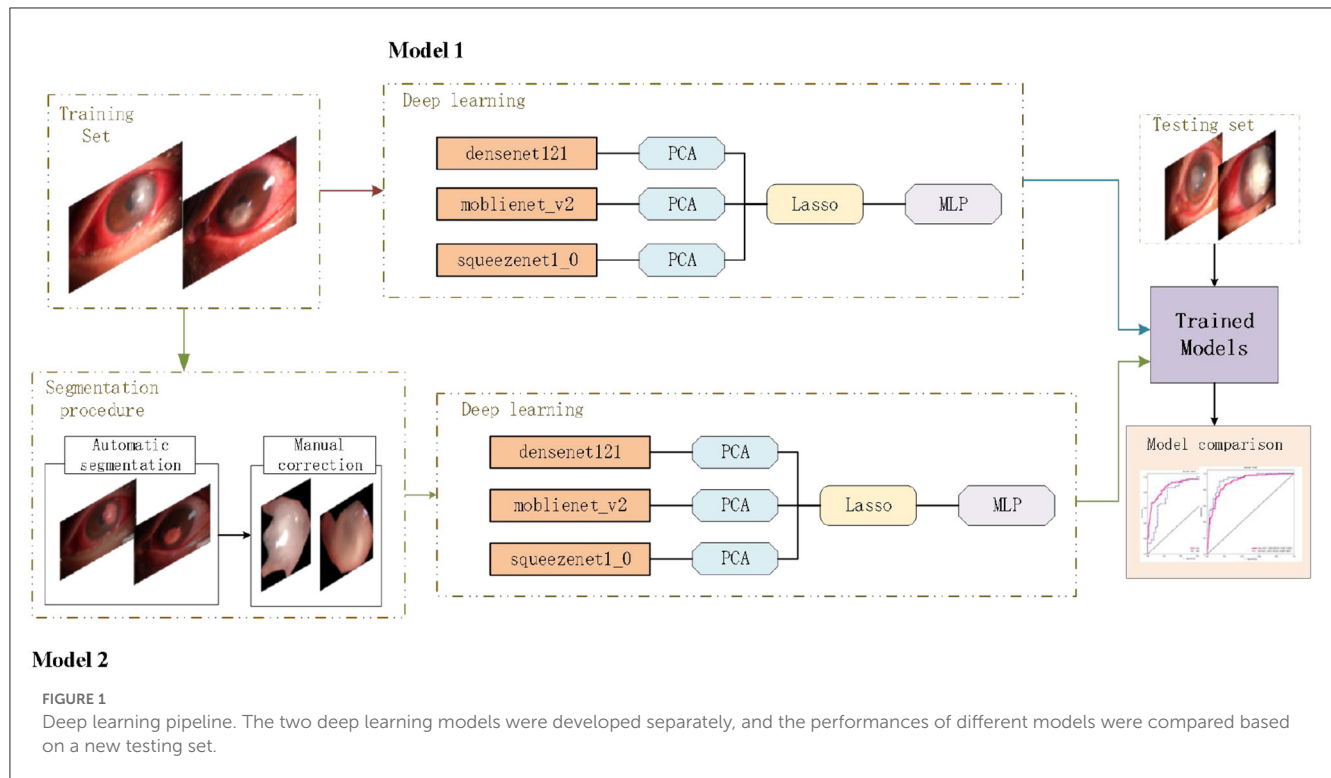 Model 1
Training
Set
Deep learning
densenet121
PCA
moblienet_v2
PCA
squeezenet1_0
PCA
Lasso
MLP
Testing set
Trained
Models
Model comparison
Segmentation
procedure
Automatic
segmentation
Manual
correction
Deep learning
densenet121
PCA
moblienet_v2
PCA
squeezenet1_0
PCA
Lasso
MLP
Model 2
FIGURE 1
Deep learning pipeline. The two deep learning models were developed separately, and the performances of different models were compared based
on a new testing set.